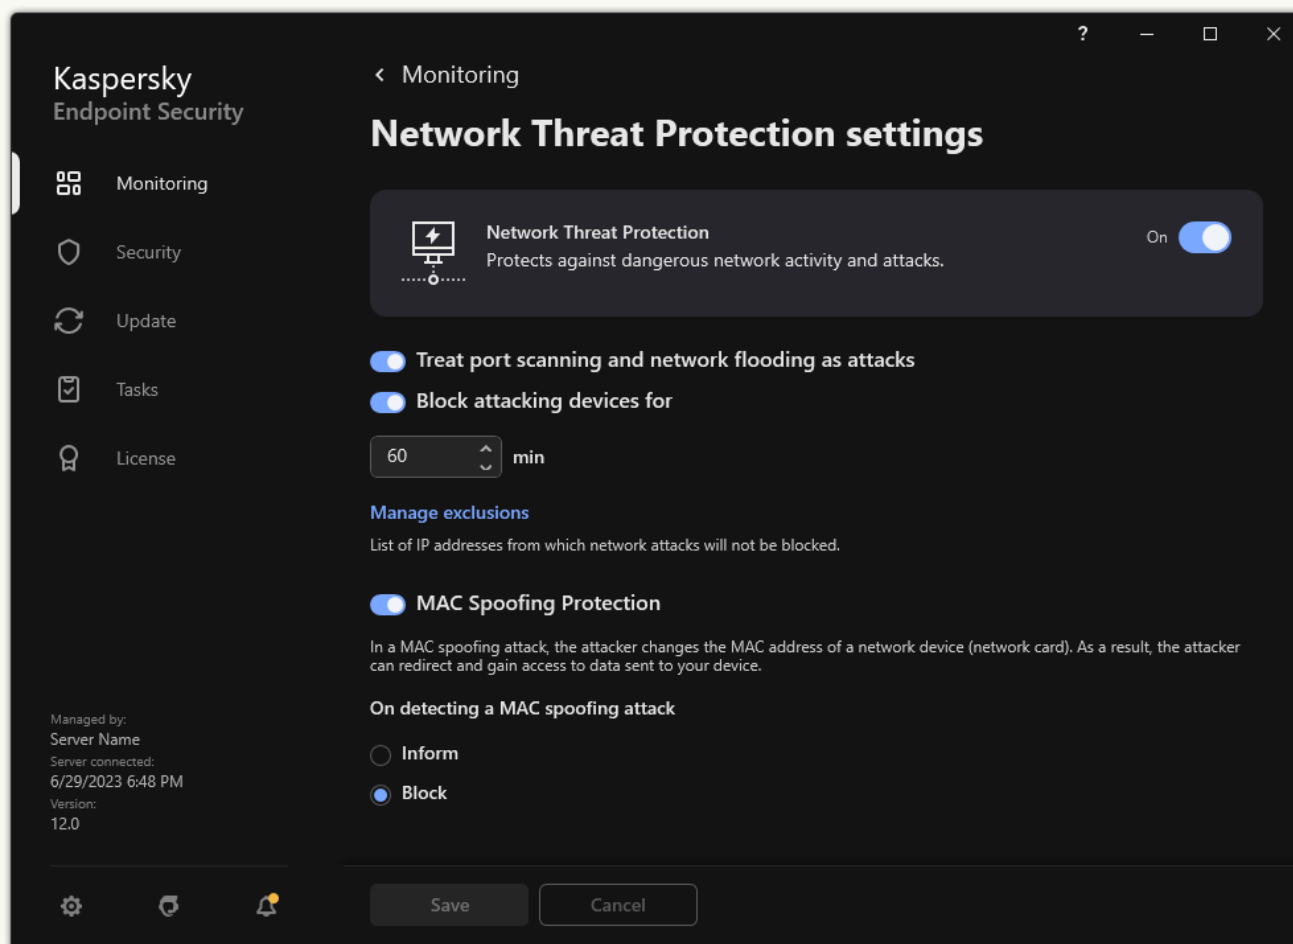 ?
Kaspersky
Endpoint Security
Monitoring
Security
Update
Tasks
License
Managed by:
Server Name
Server connected:
6/29/2023 6:48 PM
Version:
12.0
Monitoring
Network Threat Protection settings
Network Threat Protection
Protects against dangerous network activity and attacks.
On
Treat port scanning and network flooding as attacks
Block attacking devices for
60 min
Manage exclusions
List of IP addresses from which network attacks will not be blocked.
MAC Spoofing Protection
In a MAC spoofing attack, the attacker changes the MAC address of a network device (network card). As a result, the attacker
can redirect and gain access to data sent to your device.
On detecting a MAC spoofing attack
Inform
Block
Save Cancel